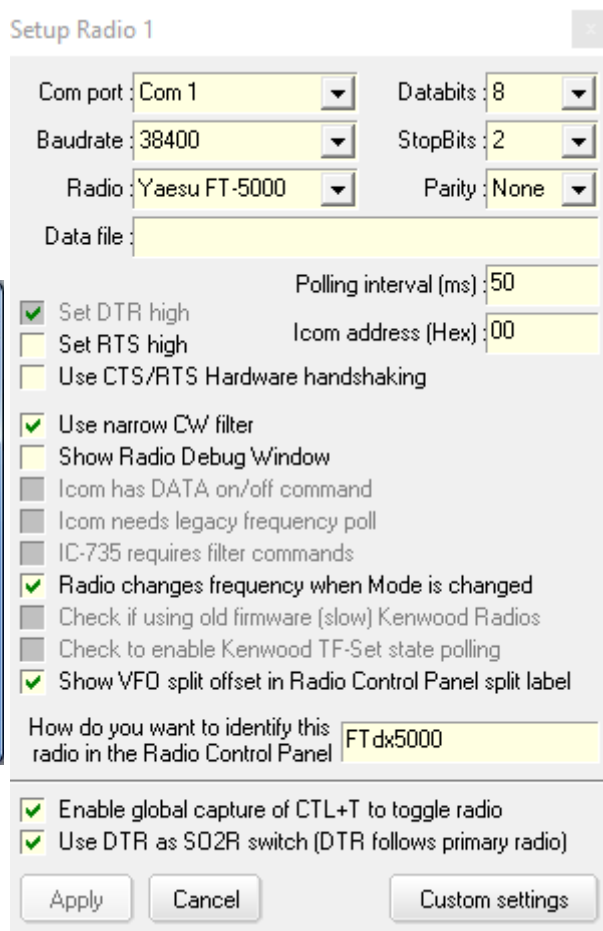 Setup Radio 1
x
Com port : Com 1 Databits : 8
Baudrate : 38400 StopBits : 2
Radio : Yaesu FT-5000 Parity : None
Data file :
Polling interval (ms) : 50
Set DTR high
Icom address (Hex) : 00
Set RTS high
Use CTS/RTS Hardware handshaking
Use narrow CW filter
Show Radio Debug Window
Icom has DATA on/off command
Icom needs legacy frequency poll
IC-735 requires filter commands
Radio changes frequency when Mode is changed
Check if using old firmware (slow) Kenwood Radios
Check to enable Kenwood TF-Set state polling
Show VFO split offset in Radio Control Panel split label
How do you want to identify this
radio in the Radio Control Panel
FTdx5000
Enable global capture of CTL+T to toggle radio
Use DTR as SO2R switch (DTR follows primary radio)
Apply Cancel Custom settings